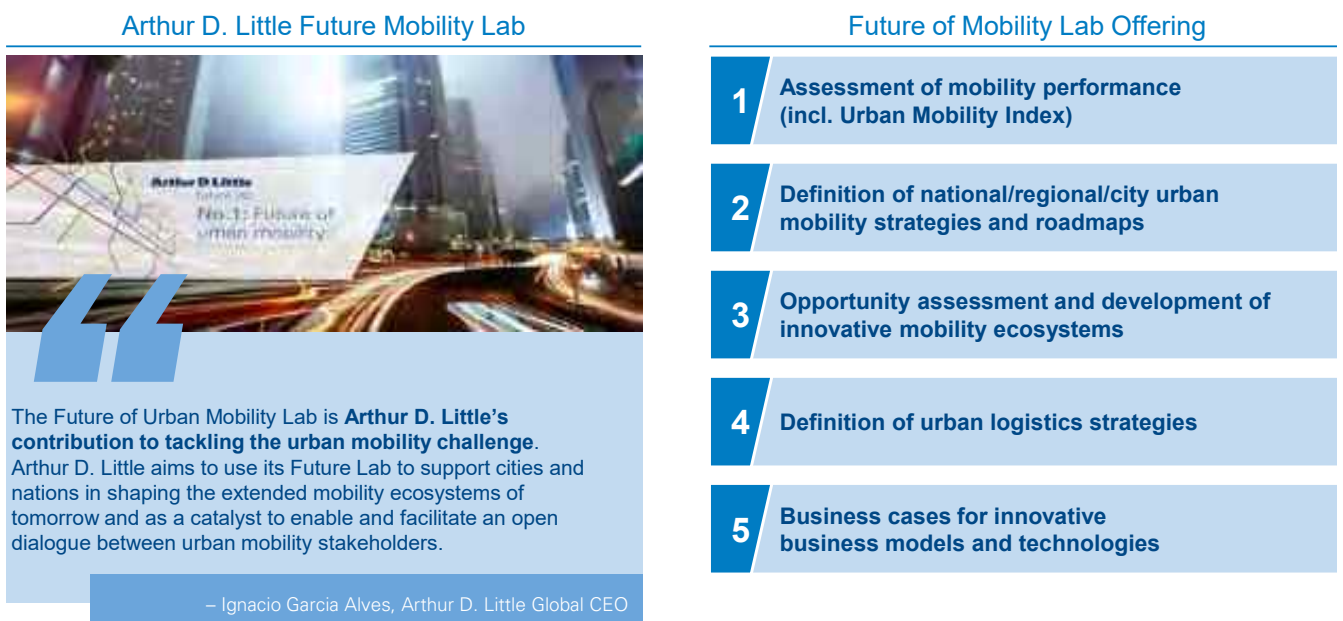 Arthur D. Little Future Mobility Lab
Arthur D Little
No.1: Future of
urban mobility
The Future of Urban Mobility Lab is Arthur D. Little’s
contribution to tackling the urban mobility challenge.
Arthur D. Little aims to use its Future Lab to support cities and
nations in shaping the extended mobility ecosystems of
tomorrow and as a catalyst to enable and facilitate an open
dialogue between urban mobility stakeholders.
– Ignacio Garcia Alves, Arthur D. Little Global CEO
Future of Mobility Lab Offering
1
Assessment of mobility performance
(incl. Urban Mobility Index)
2
Definition of national/regional/city urban
mobility strategies and roadmaps
3
Opportunity assessment and development of
innovative mobility ecosystems
4
Definition of urban logistics strategies
5
Business cases for innovative
business models and technologies